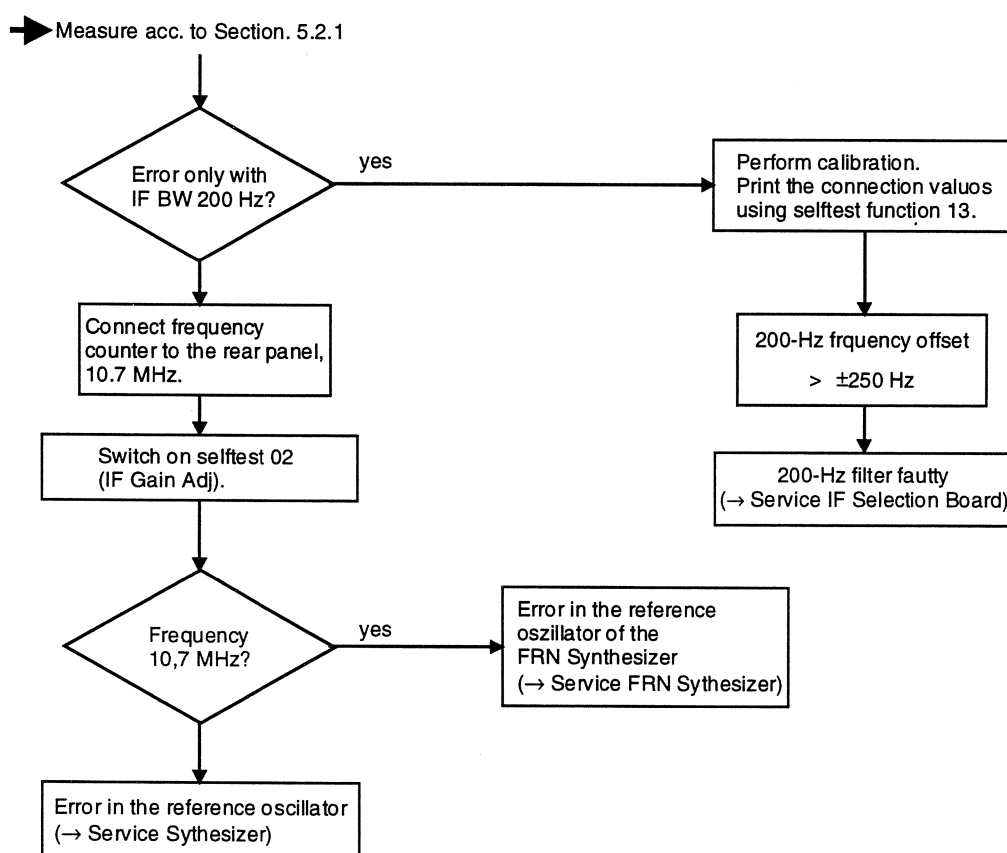 Measure acc. to Section. 5.2.1
Error only with
IF BW 200 Hz?
yes
Perform calibration.
Print the connection valuos
using selftest function 13.
Connect frequency
counter to the rear panel,
10.7 MHz.
200-Hz frquency offset
> ±250 Hz
Switch on selftest 02
(IF Gain Adj).
200-Hz filter fautty
(→ Service IF Selection Board)
Frequency
10,7 MHz?
yes
Error in the reference
oszillator of the
FRN Synthesizer
(→ Service FRN Sythesizer)
Error in the reference oscillator
(→ Service Sythesizer)